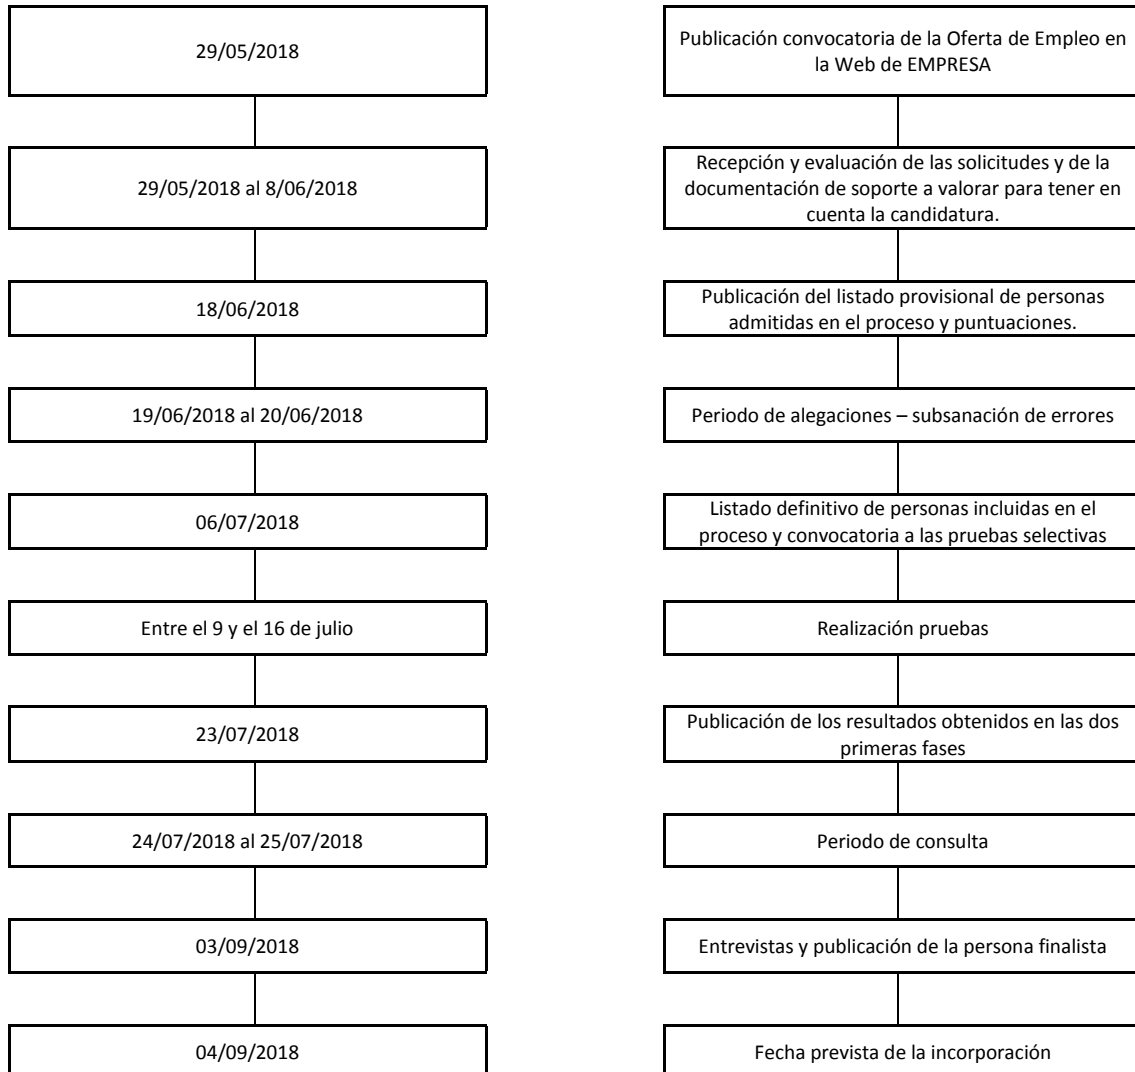 29/05/2018
Publicación convocatoria de la Oferta de Empleo en
la Web de EMPRESA
29/05/2018 al 8/06/2018
Recepción y evaluación de las solicitudes y de la
documentación de soporte a valorar para tener en
cuenta la candidatura.
18/06/2018
Publicación del listado provisional de personas
admitidas en el proceso y puntuaciones.
19/06/2018 al 20/06/2018
Periodo de alegaciones – subsanación de errores
06/07/2018
Listado definitivo de personas incluidas en el
proceso y convocatoria a las pruebas selectivas
Entre el 9 y el 16 de julio
Realización pruebas
23/07/2018
Publicación de los resultados obtenidos en las dos
primeras fases
24/07/2018 al 25/07/2018
Periodo de consulta
03/09/2018
Entrevistas y publicación de la persona finalista
04/09/2018
Fecha prevista de la incorporación